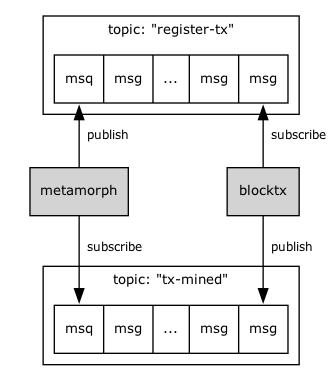 topic: "register-tx"
msq msg ... msg msg
publish subscribe
metamorph blocktx
subscribe publish
topic: "tx-mined"
msq msg ... msg msg